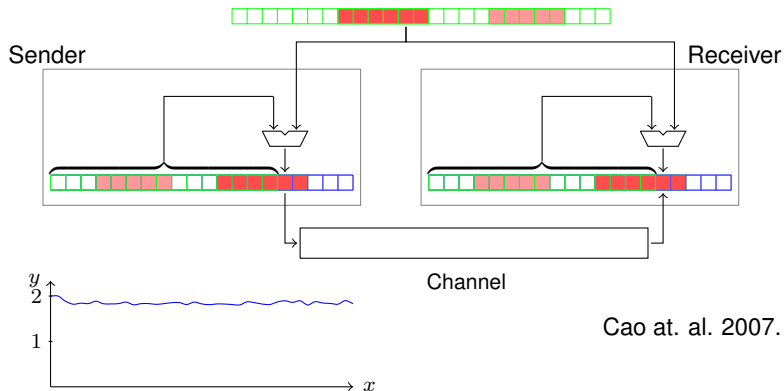 Sender
Receiver
Channel
y
2
1
x
Cao at. al. 2007.